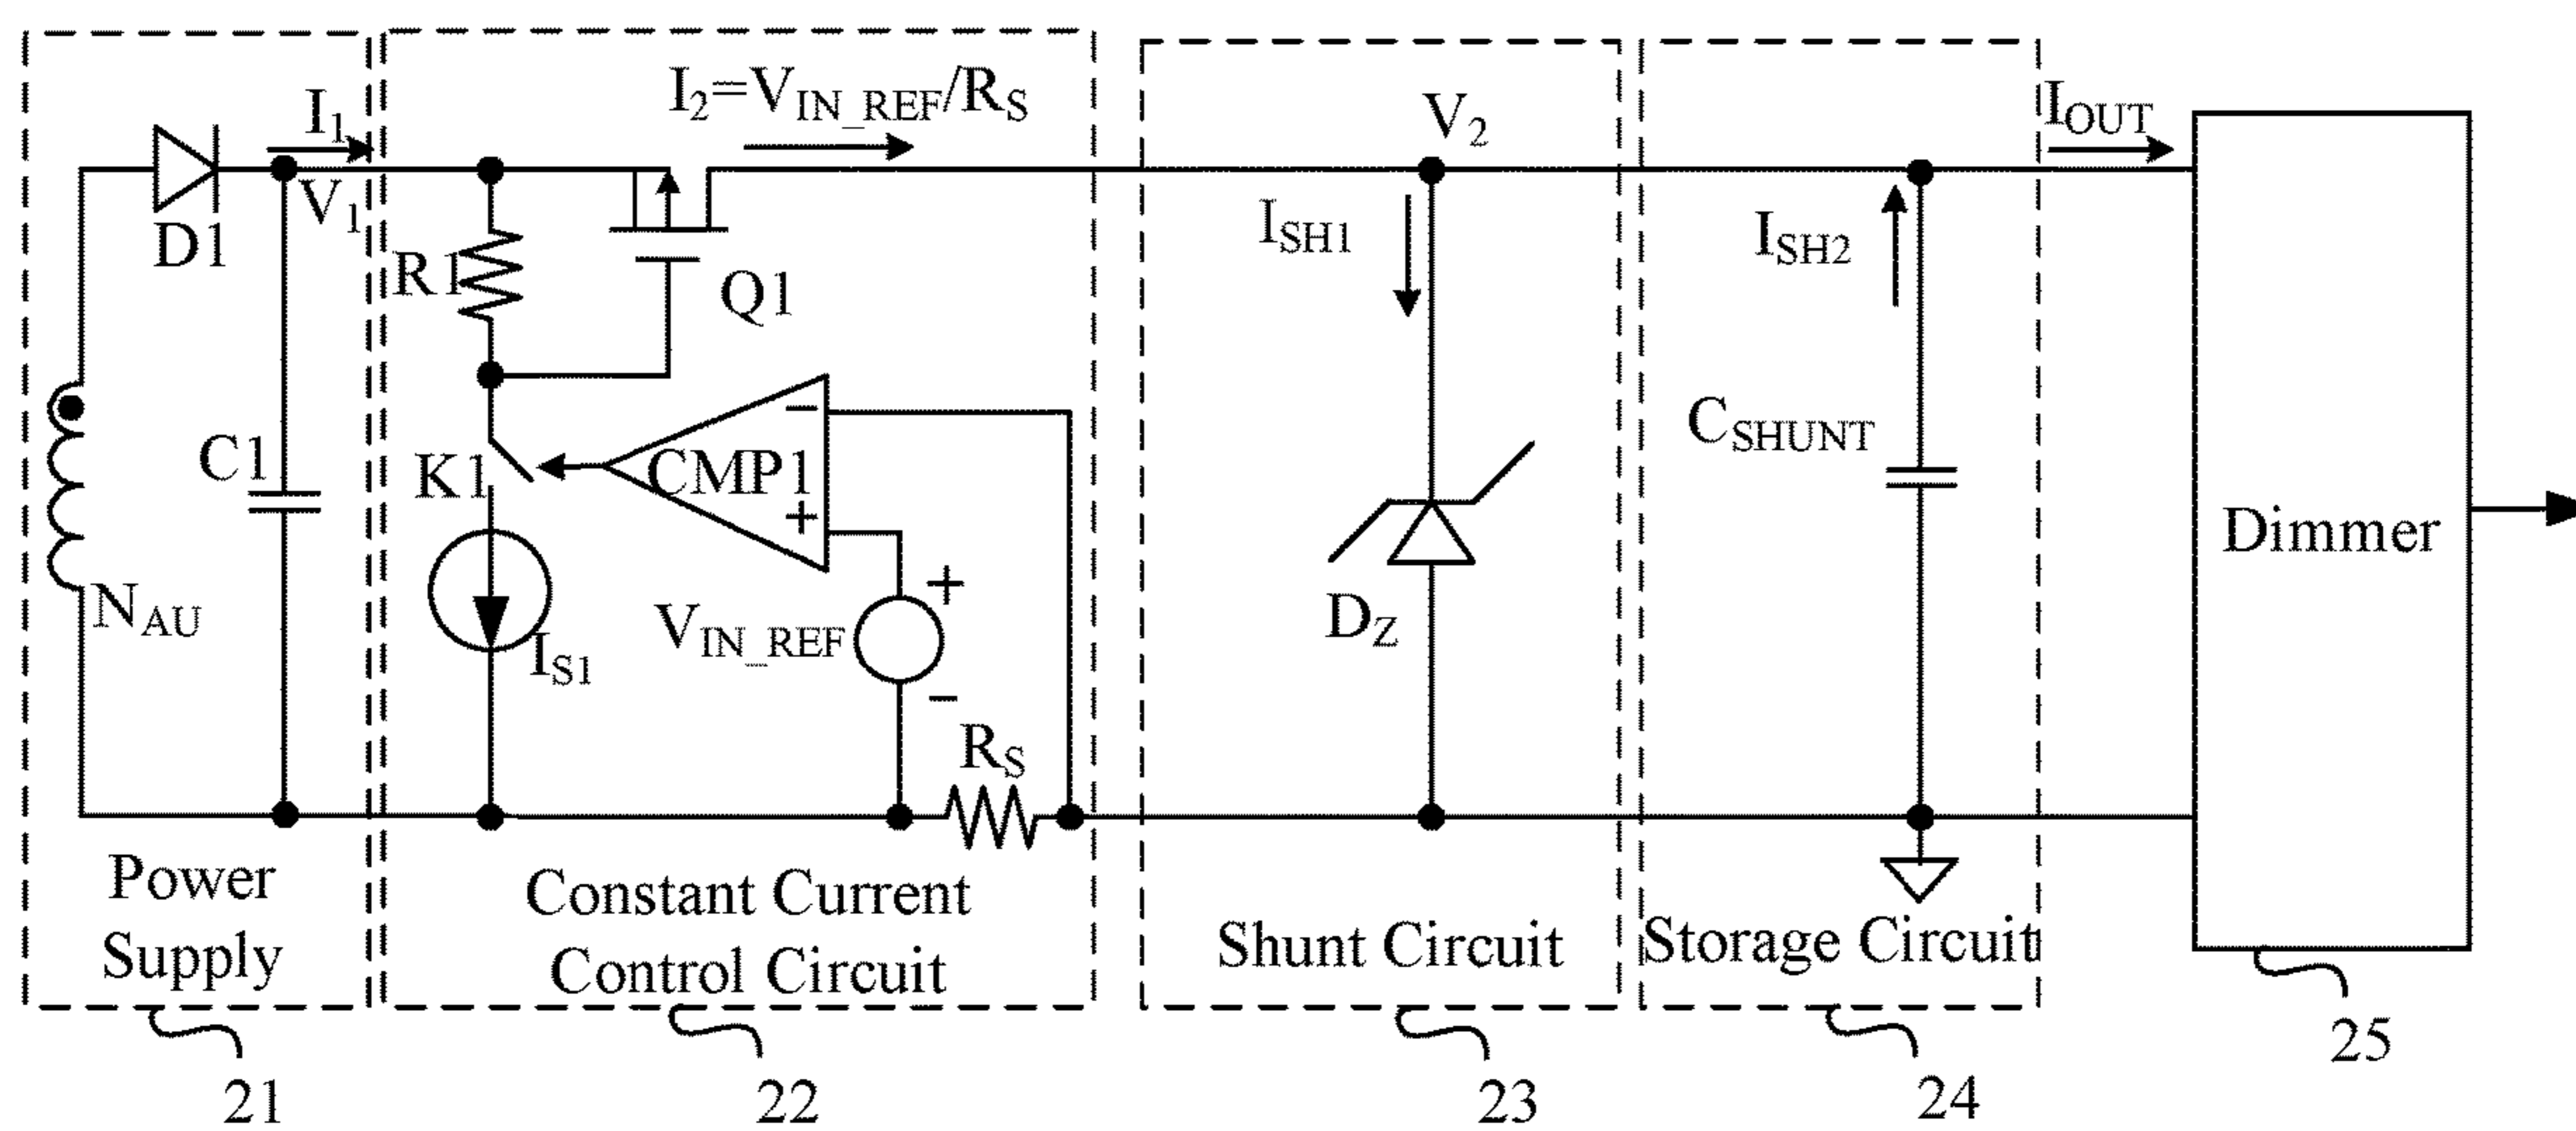 I1
I2=VIN_REF/RS
V2
IOUT
V1
D1
R1
Q1
ISH1
ISH2
C1
K1
−
CMP1
+
CSHUNT
Dimmer
NAU
IS1
VIN_REF
+
−
DZ
RS
Power
Supply
Constant Current
Control Circuit
Shunt Circuit
Storage Circuit
21
22
23
24
25